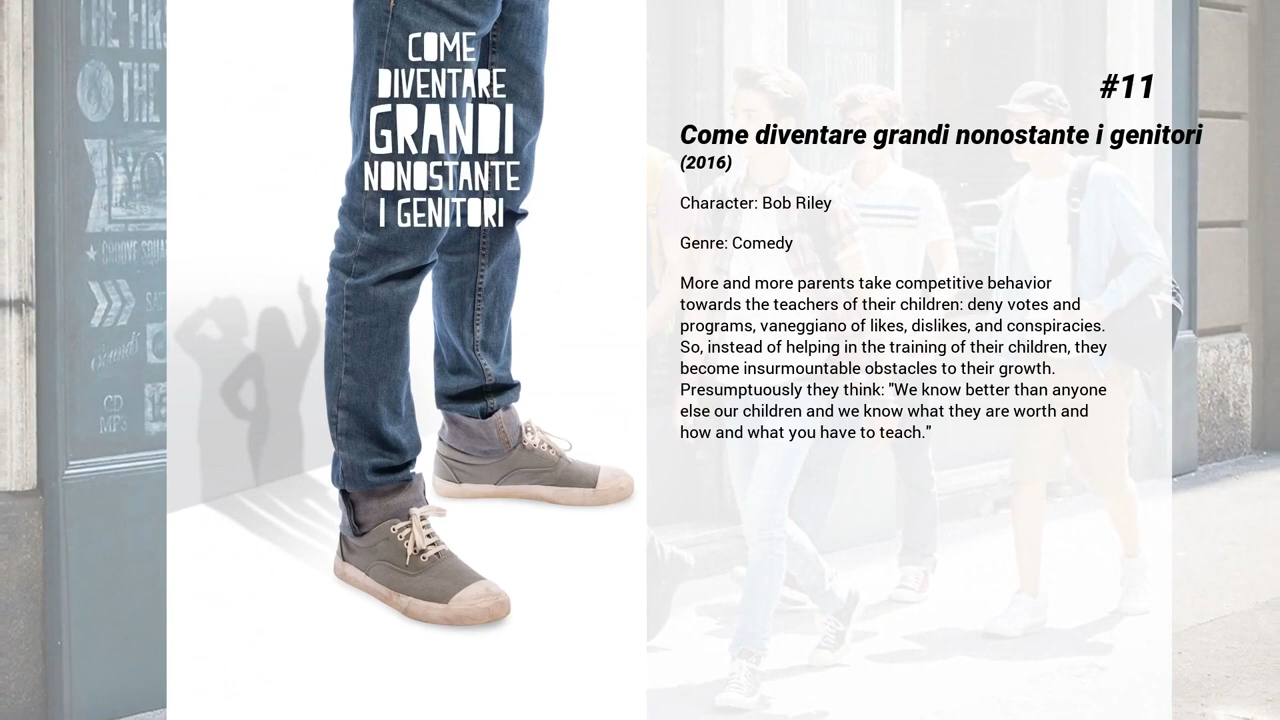 COME
DIVENTARE
GRANDI
NONOSTANTE
I GENITORI
#11
Come diventare grandi nonostante i genitori
(2016)
Character: Bob Riley
Genre: Comedy
More and more parents take competitive behavior
towards the teachers of their children: deny votes and
programs, vaneggiano of likes, dislikes, and conspiracies.
So, instead of helping in the training of their children, they
become insurmountable obstacles to their growth.
Presumptuously they think: "We know better than anyone
else our children and we know what they are worth and
how and what you have to teach."
THE
YOU
CD